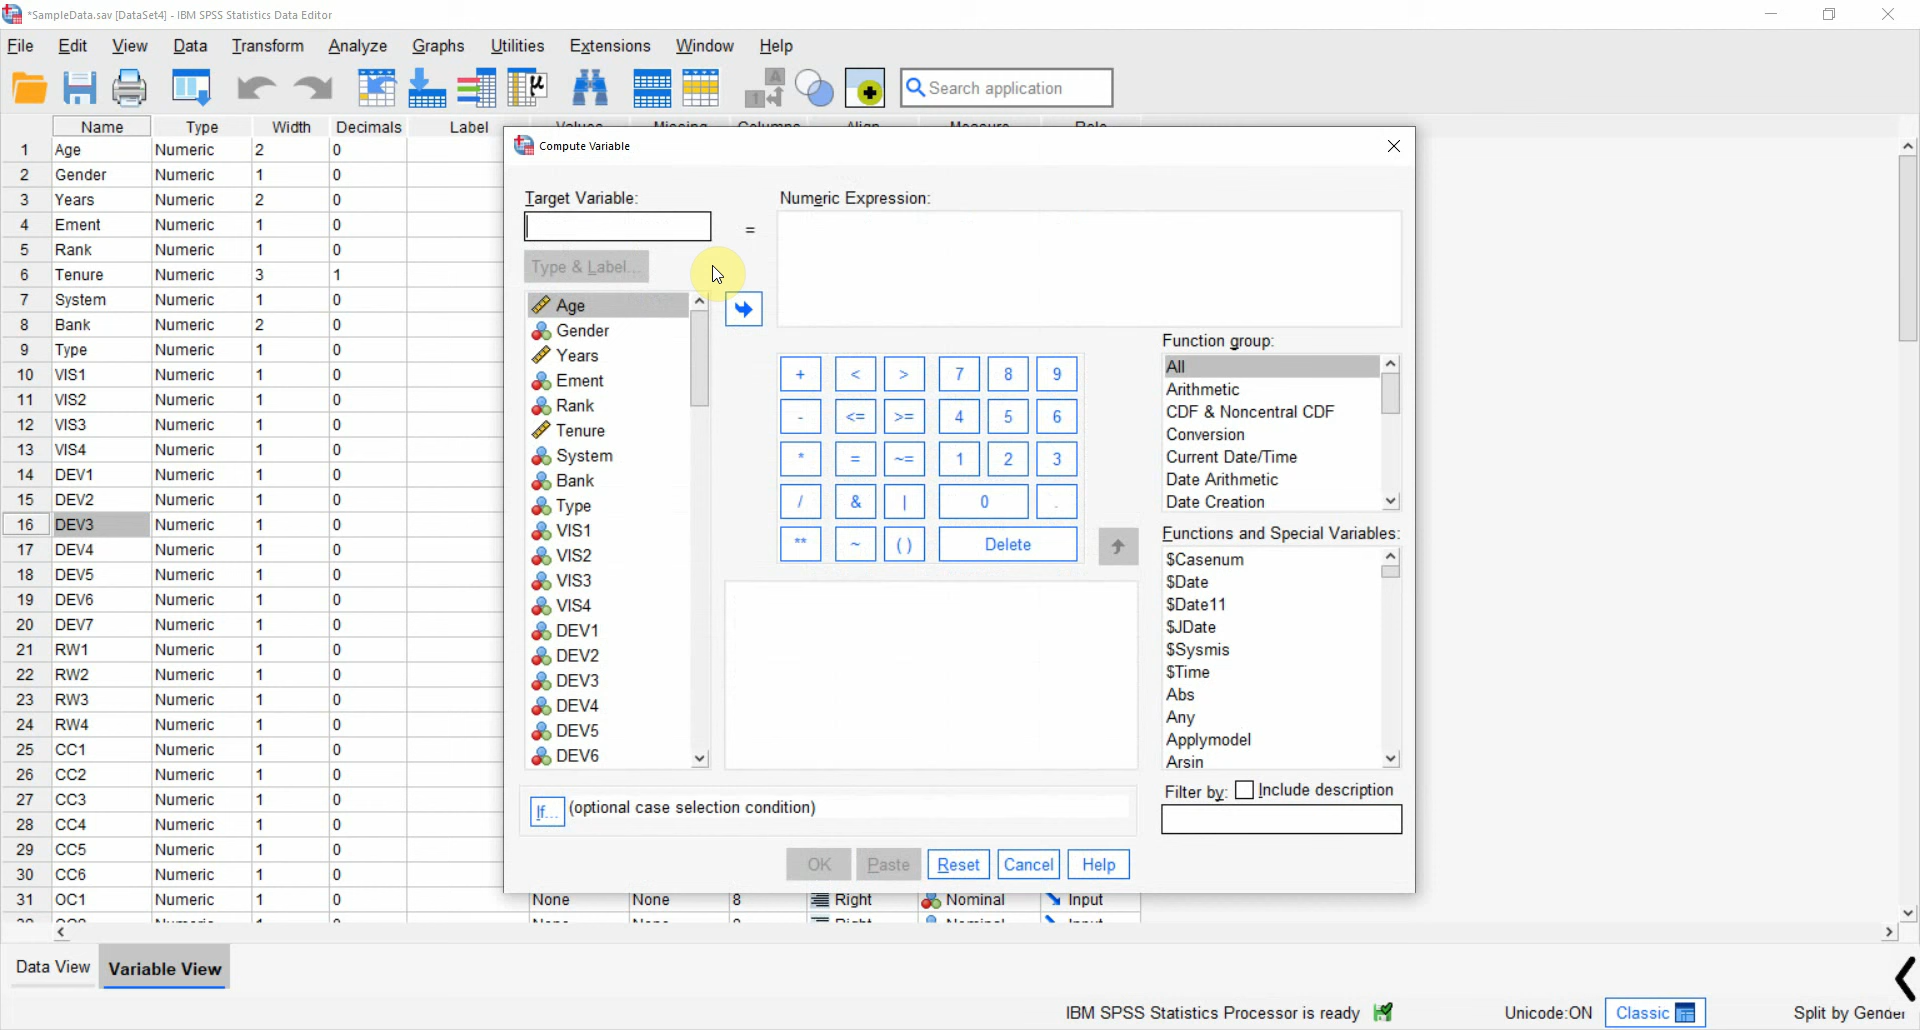 *SampleData.sav [DataSet4] - IBM SPSS Statistics Data Editor
File Edit View Data Transform Analyze Graphs Utilities Extensions Window Help
Search application
Name Type Width Decimals Label Values Missing Columns Align Measure Role
1 Age Numeric 2 0
2 Gender Numeric 1 0
3 Years Numeric 2 0
4 Ement Numeric 1 0
5 Rank Numeric 1 0
6 Tenure Numeric 3 1
7 System Numeric 1 0
8 Bank Numeric 2 0
9 Type Numeric 1 0
10 VIS1 Numeric 1 0
11 VIS2 Numeric 1 0
12 VIS3 Numeric 1 0
13 VIS4 Numeric 1 0
14 DEV1 Numeric 1 0
15 DEV2 Numeric 1 0
16 DEV3 Numeric 1 0
17 DEV4 Numeric 1 0
18 DEV5 Numeric 1 0
19 DEV6 Numeric 1 0
20 DEV7 Numeric 1 0
21 RW1 Numeric 1 0
22 RW2 Numeric 1 0
23 RW3 Numeric 1 0
24 RW4 Numeric 1 0
25 CC1 Numeric 1 0
26 CC2 Numeric 1 0
27 CC3 Numeric 1 0
28 CC4 Numeric 1 0
29 CC5 Numeric 1 0
30 CC6 Numeric 1 0
31 OC1 Numeric 1 0 None None 8 Right Nominal Input
Compute Variable
Target Variable:
=
Type & Label...
Age
Gender
Years
Ement
Rank
Tenure
System
Bank
Type
VIS1
VIS2
VIS3
VIS4
DEV1
DEV2
DEV3
DEV4
DEV5
DEV6
Numeric Expression:
+ < > 7 8 9
- <= >= 4 5 6
* = ~= 1 2 3
/ & | 0 .
** ~ ( ) Delete
Function group:
All
Arithmetic
CDF & Noncentral CDF
Conversion
Current Date/Time
Date Arithmetic
Date Creation
Functions and Special Variables:
$Casenum
$Date
$Date11
$JDate
$Sysmis
$Time
Abs
Any
Applymodel
Arsin
Filter by: Include description
If... (optional case selection condition)
OK Paste Reset Cancel Help
Data View Variable View
IBM SPSS Statistics Processor is ready Unicode:ON Classic Split by Gender